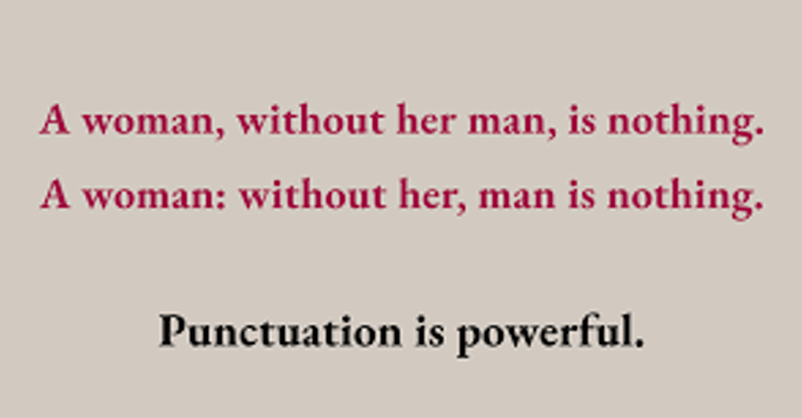 A woman, without her man, is nothing.
A woman: without her, man is nothing.
Punctuation is powerful.